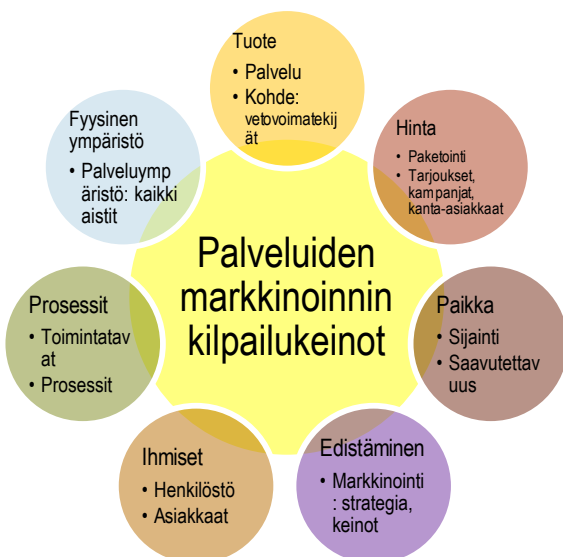 Tuote
• Palvelu
• Kohde:
vetovoimatekij
ät
Hinta
• Paketointi
• Tarjoukset,
kampanjat,
kanta-asiakkaat
Paikka
• Sijainti
• Saavutettav
uus
Edistäminen
• Markkinointi
: strategia,
keinot
Ihmiset
• Henkilöstö
• Asiakkaat
Prosessit
• Toimintatav
at
• Prosessit
Fyysinen
ympäristö
• Palveluymp
äristö: kaikki
aistit
Palveluiden
markkinoinnin
kilpailukeinot